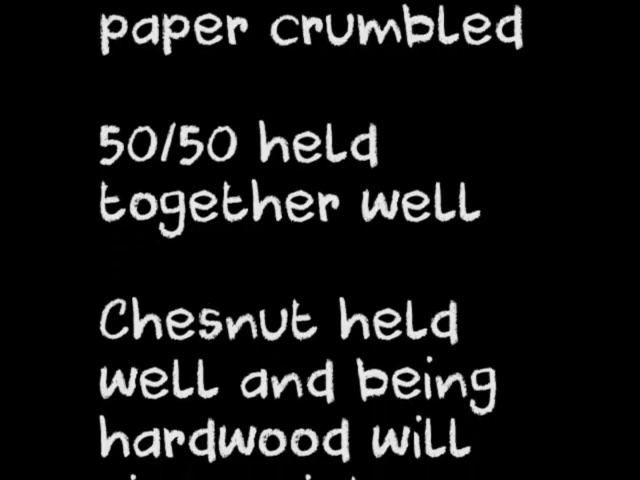 paper crumbled
50/50 held
together well
Chesnut held
well and being
hardwood will